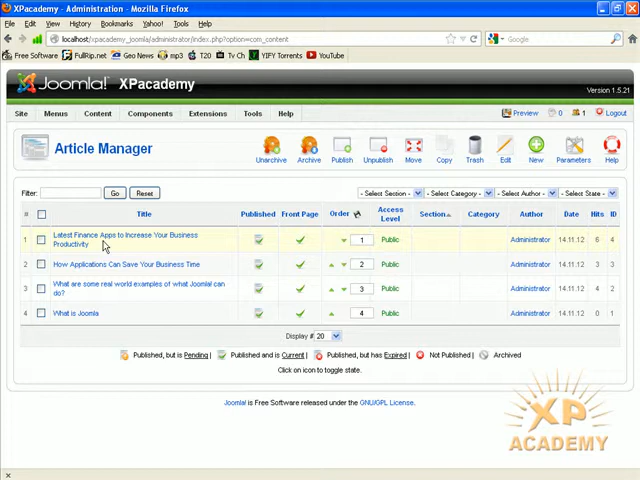 XPacademy - Administration - Mozilla Firefox
File Edit View History Bookmarks Yahoo! Tools Help
localhost/xpacademy_joomla/administrator/index.php?option=com_content
Google
Free Software FullRip.net Geo News mp3 T20 Tv Ch YIFY Torrents YouTube
Joomla! XPacademy
Version 1.5.21
Site Menus Content Components Extensions Tools Help Preview 0 1 Logout
Article Manager
Unarchive Archive Publish Unpublish Move Copy Trash Edit New Parameters Help
Filter: Go Reset - Select Section - - Select Category - - Select Author - - Select State -
# Title Published Front Page Order Access Level Section Category Author Date Hits ID
1 Latest Finance Apps to Increase Your Business Productivity 1 Public Administrator 14.11.12 6 4
2 How Applications Can Save Your Business Time 2 Public Administrator 14.11.12 3 3
3 What are some real world examples of what Joomla can do? 3 Public Administrator 14.11.12 4 2
4 What is Joomla 4 Public Administrator 14.11.12 0 1
Display # 20
Published, but is Pending | Published and is Current | Published, but has Expired | Not Published | Archived
Click on icon to toggle state.
Joomla! is Free Software released under the GNU/GPL License.
XP
ACADEMY